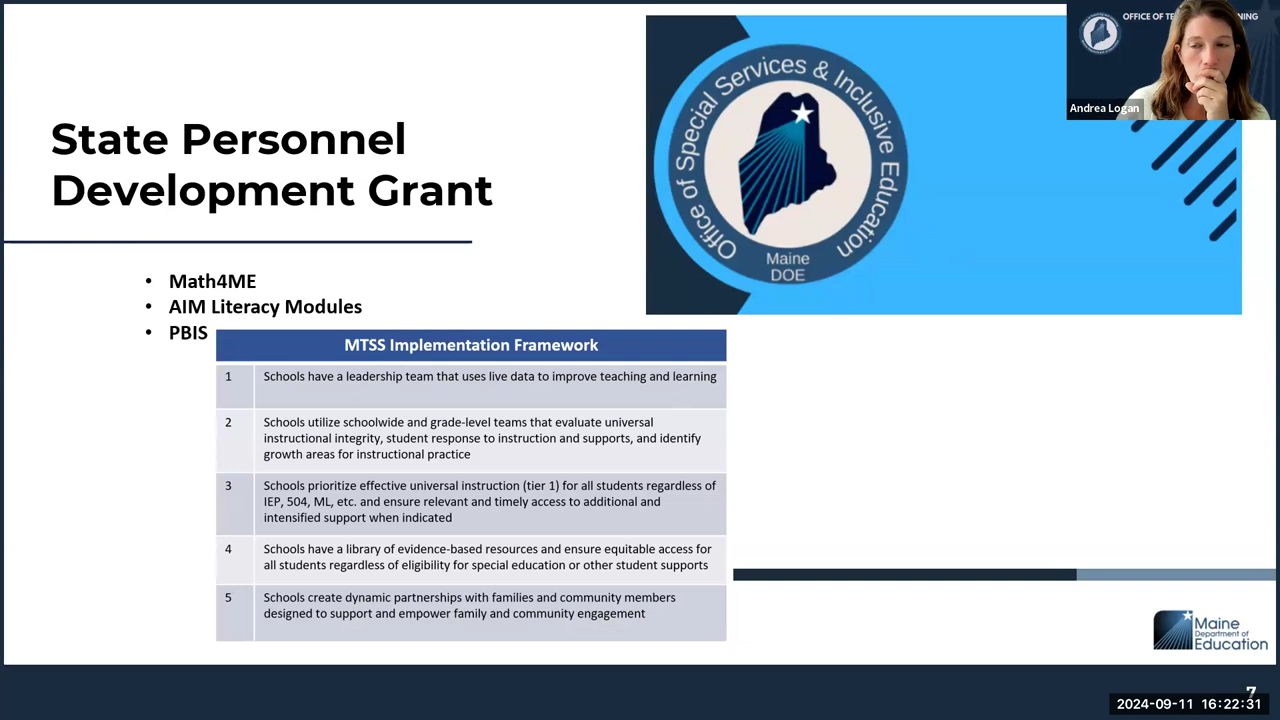 State Personnel
Development Grant
• Math4ME
• AIM Literacy Modules
• PBIS
MTSS Implementation Framework
1 Schools have a leadership team that uses live data to improve teaching and learning
2 Schools utilize schoolwide and grade-level teams that evaluate universal
instructional integrity, student response to instruction and supports, and identify
growth areas for instructional practice
3 Schools prioritize effective universal instruction (tier 1) for all students regardless of
IEP, 504, ML, etc. and ensure relevant and timely access to additional and
intensified support when indicated
4 Schools have a library of evidence-based resources and ensure equitable access for
all students regardless of eligibility for special education or other student supports
5 Schools create dynamic partnerships with families and community members
designed to support and empower family and community engagement
Office of Special Services & Inclusive Education
Maine
DOE
OFFICE OF
Andrea Logan
Maine
Department of
Education
7
2024-09-11 16:22:31